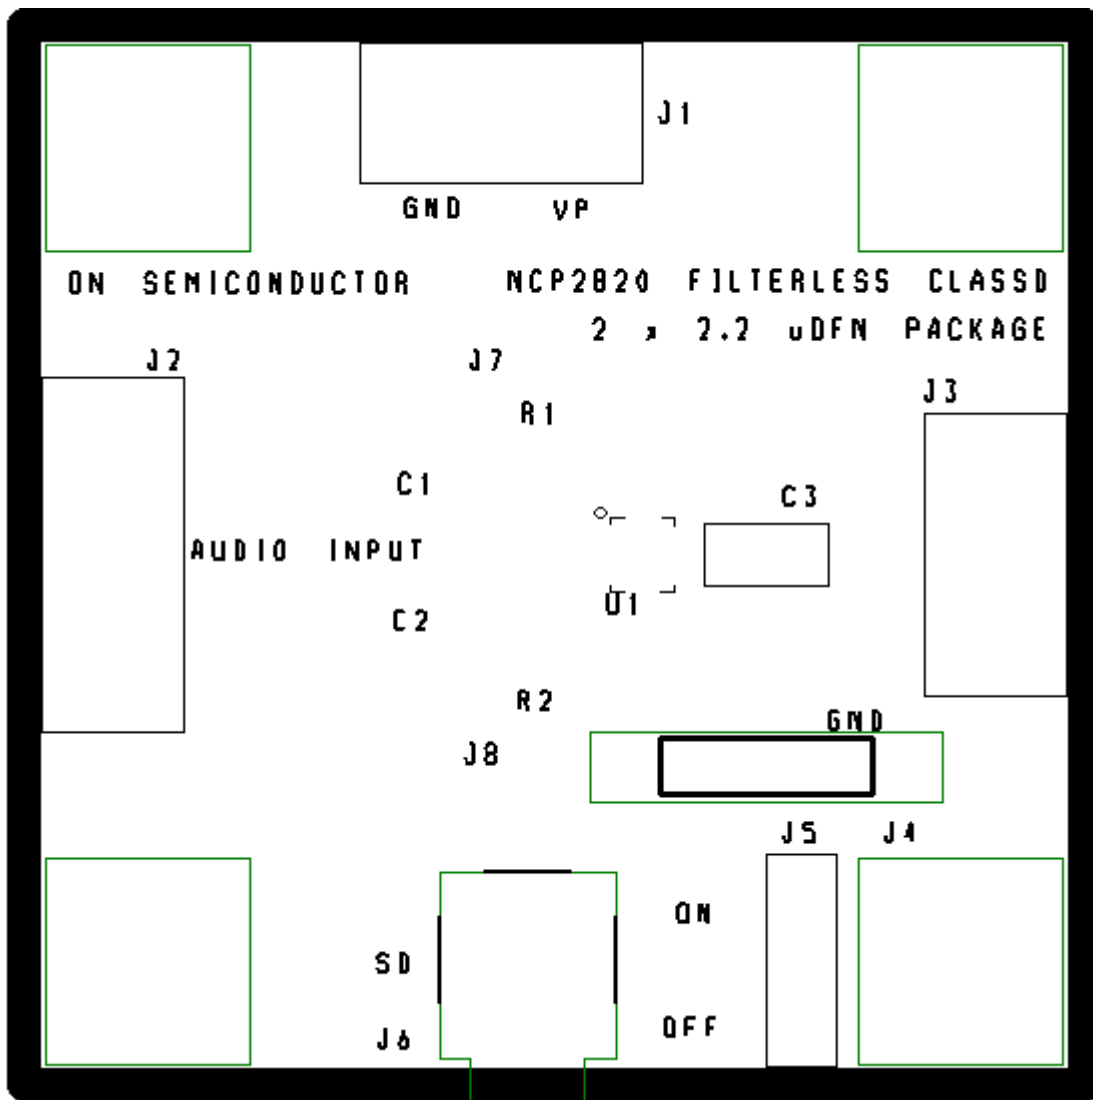 J1
GND VP
ON SEMICONDUCTOR NCP2820 FILTERLESS CLASSD
2 x 2.2 uDFN PACKAGE
J2 J7
J3
R1
C1
C3
AUDIO INPUT
U1
C2
R2
GND
J8
J5 J4
ON
SD
OFF
J6